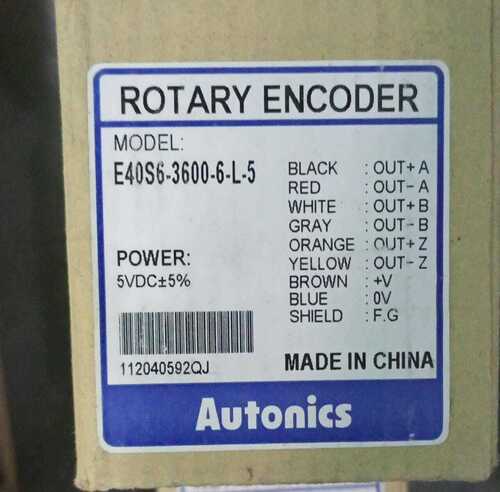 ROTARY ENCODER
MODEL:
E40S6-3600-6-L-5
BLACK : OUT+A
RED : OUT-A
WHITE : OUT+B
GRAY : OUT-B
ORANGE : OUT+Z
YELLOW : OUT-Z
BROWN : +V
BLUE : 0V
SHIELD : F.G
POWER:
5VDC±5%
112040592QJ
MADE IN CHINA
Autonics